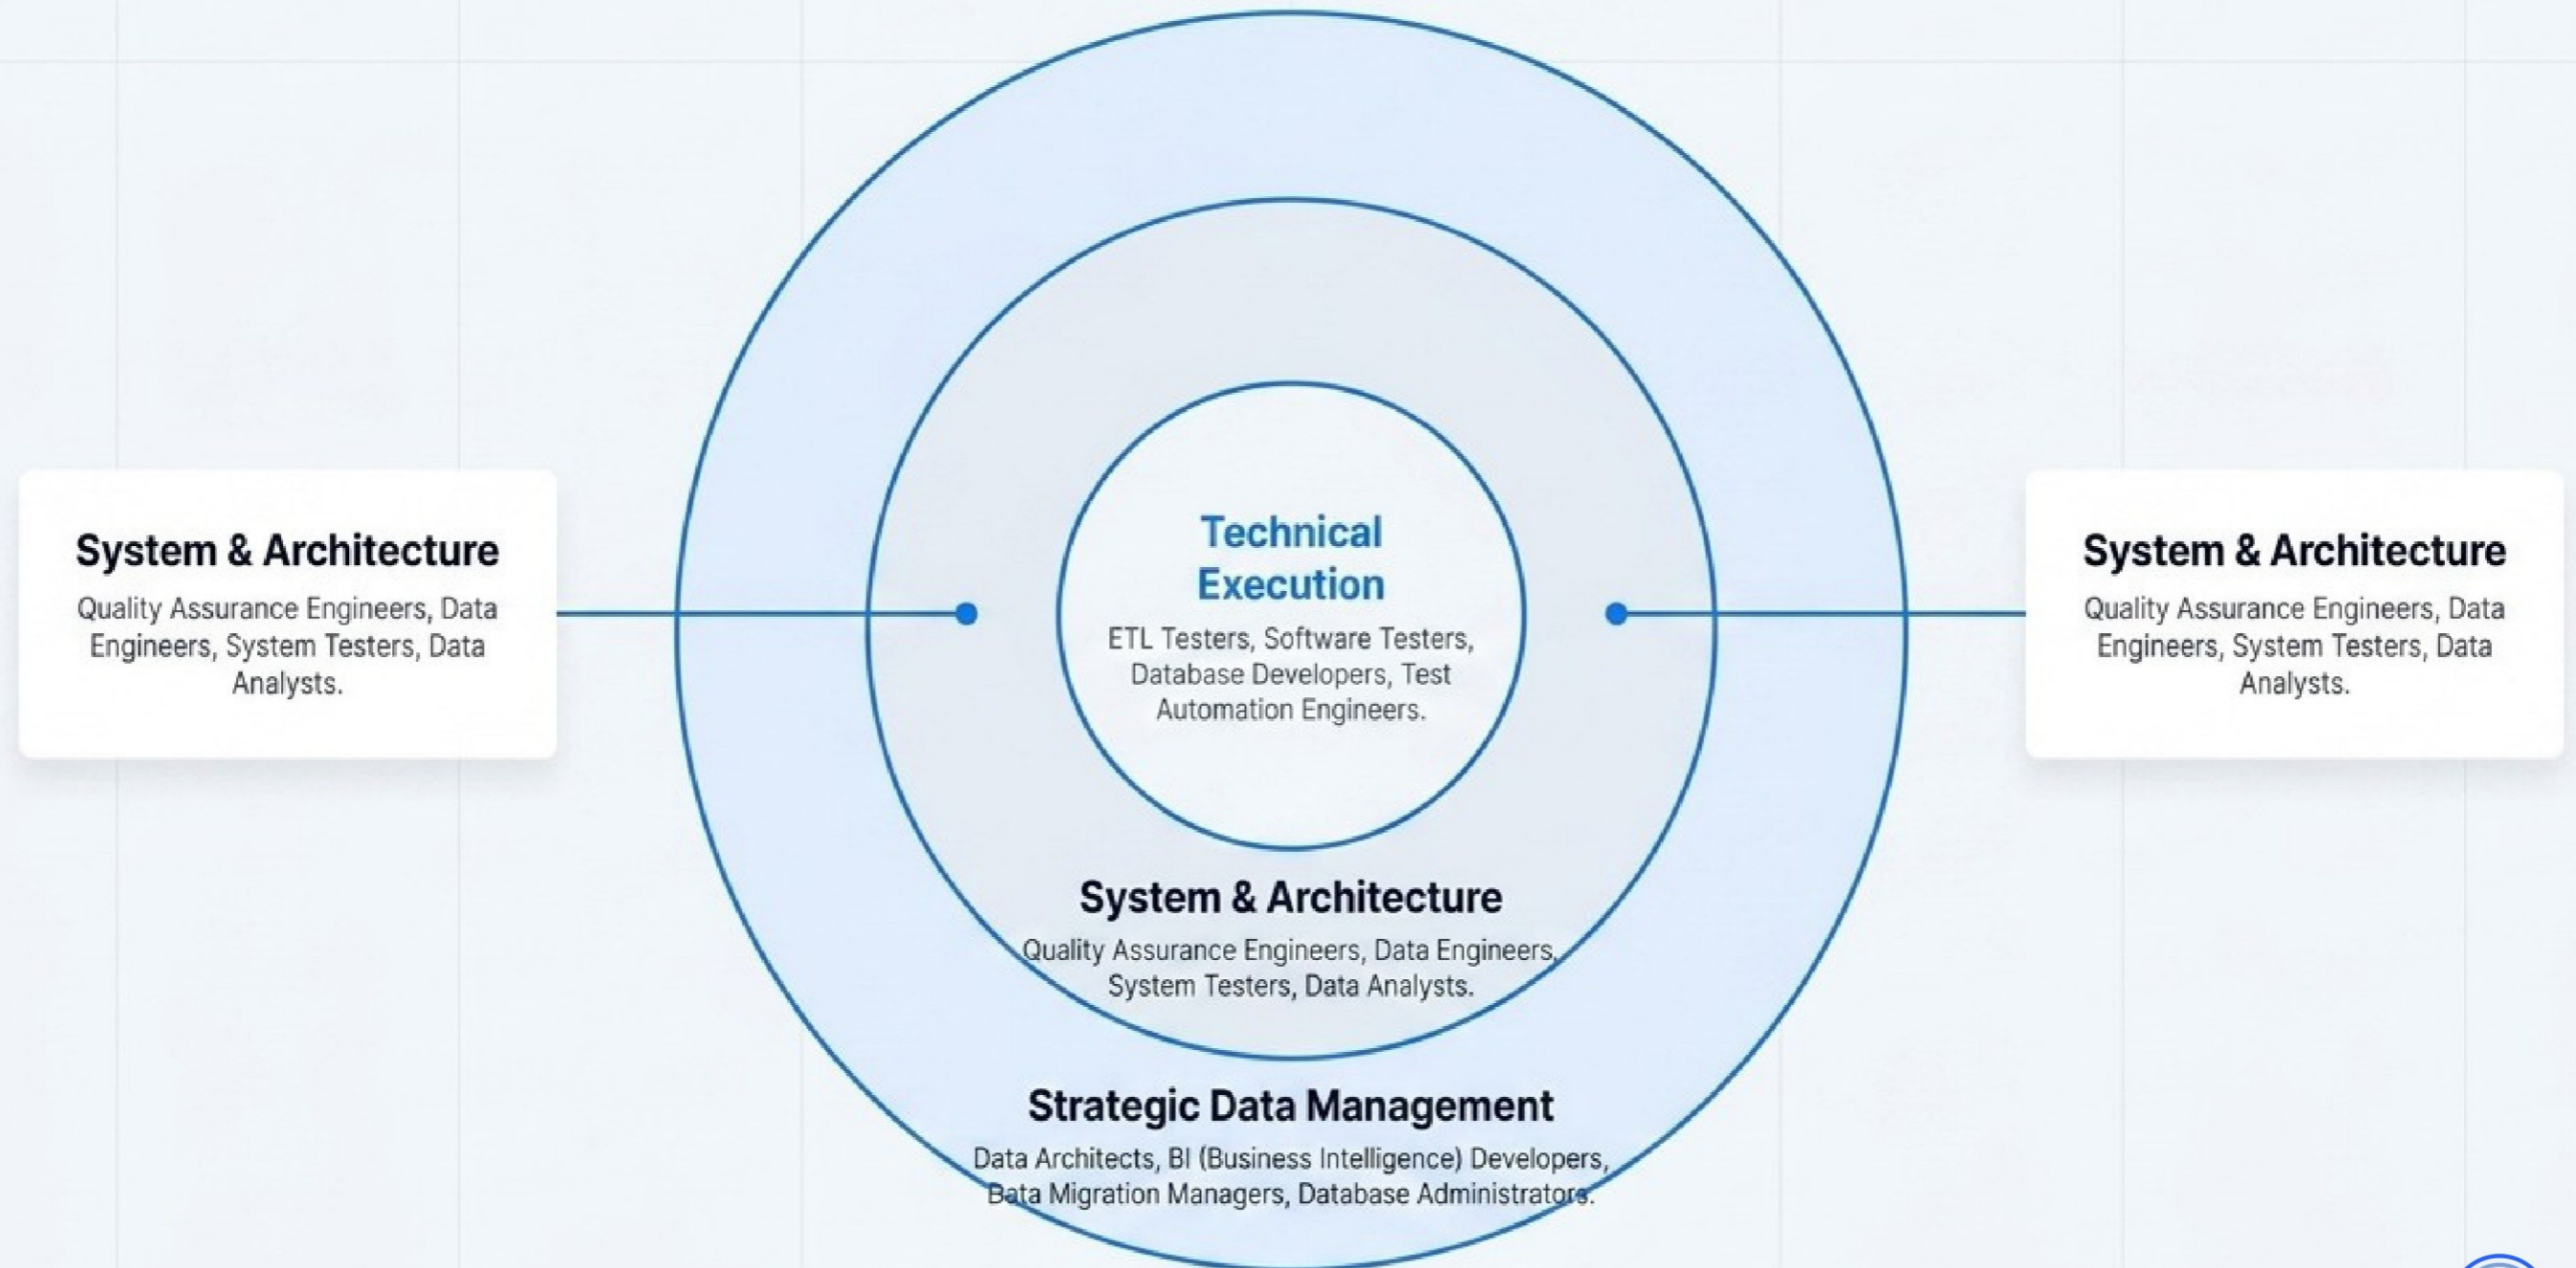 System & Architecture
Quality Assurance Engineers, Data
Engineers, System Testers, Data
Analysts.
Technical
Execution
ETL Testers, Software Testers,
Database Developers, Test
Automation Engineers.
System & Architecture
Quality Assurance Engineers, Data
Engineers, System Testers, Data
Analysts.
System & Architecture
Quality Assurance Engineers, Data Engineers,
System Testers, Data Analysts.
Strategic Data Management
Data Architects, BI (Business Intelligence) Developers,
Data Migration Managers, Database Administrators.